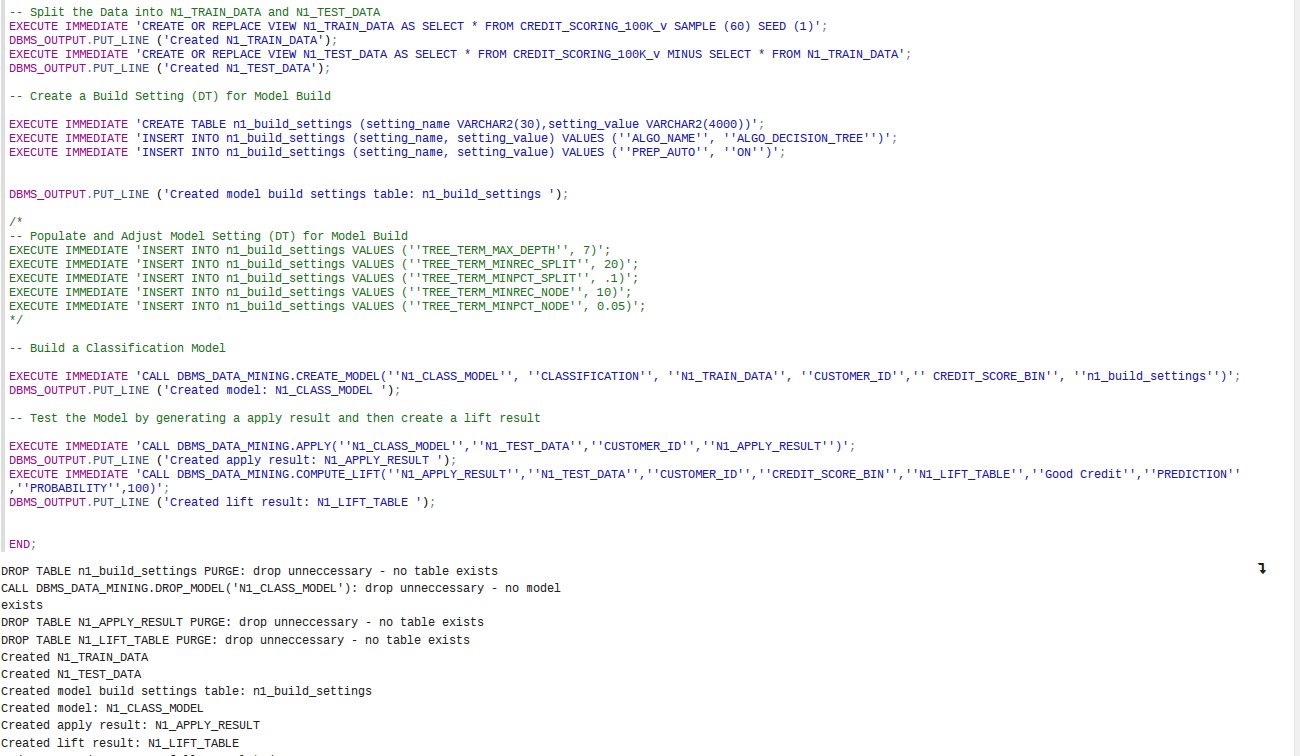 -- Split the Data into N1_TRAIN_DATA and N1_TEST_DATA
EXECUTE IMMEDIATE 'CREATE OR REPLACE VIEW N1_TRAIN_DATA AS SELECT * FROM CREDIT_SCORING_100K_v SAMPLE (60) SEED (1)';
DBMS_OUTPUT.PUT_LINE ('Created N1_TRAIN_DATA');
EXECUTE IMMEDIATE 'CREATE OR REPLACE VIEW N1_TEST_DATA AS SELECT * FROM CREDIT_SCORING_100K_v MINUS SELECT * FROM N1_TRAIN_DATA';
DBMS_OUTPUT.PUT_LINE ('Created N1_TEST_DATA');
-- Create a Build Setting (DT) for Model Build
EXECUTE IMMEDIATE 'CREATE TABLE n1_build_settings (setting_name VARCHAR2(30),setting_value VARCHAR2(4000))';
EXECUTE IMMEDIATE 'INSERT INTO n1_build_settings (setting_name, setting_value) VALUES (''ALGO_NAME'', ''ALGO_DECISION_TREE'')';
EXECUTE IMMEDIATE 'INSERT INTO n1_build_settings (setting_name, setting_value) VALUES (''PREP_AUTO'', ''ON'')';
DBMS_OUTPUT.PUT_LINE ('Created model build settings table: n1_build_settings ');
/*
-- Populate and Adjust Model Setting (DT) for Model Build
EXECUTE IMMEDIATE 'INSERT INTO n1_build_settings VALUES (''TREE_TERM_MAX_DEPTH'', 7)';
EXECUTE IMMEDIATE 'INSERT INTO n1_build_settings VALUES (''TREE_TERM_MINREC_SPLIT'', 20)';
EXECUTE IMMEDIATE 'INSERT INTO n1_build_settings VALUES (''TREE_TERM_MINPCT_SPLIT'', .1)';
EXECUTE IMMEDIATE 'INSERT INTO n1_build_settings VALUES (''TREE_TERM_MINREC_NODE'', 10)';
EXECUTE IMMEDIATE 'INSERT INTO n1_build_settings VALUES (''TREE_TERM_MINPCT_NODE'', 0.05)';
*/
-- Build a Classification Model
EXECUTE IMMEDIATE 'CALL DBMS_DATA_MINING.CREATE_MODEL(''N1_CLASS_MODEL'', ''CLASSIFICATION'', ''N1_TRAIN_DATA'', ''CUSTOMER_ID'','' CREDIT_SCORE_BIN'', ''n1_build_settings'')';
DBMS_OUTPUT.PUT_LINE ('Created model: N1_CLASS_MODEL ');
-- Test the Model by generating a apply result and then create a lift result
EXECUTE IMMEDIATE 'CALL DBMS_DATA_MINING.APPLY(''N1_CLASS_MODEL'',''N1_TEST_DATA'',''CUSTOMER_ID'',''N1_APPLY_RESULT'')';
DBMS_OUTPUT.PUT_LINE ('Created apply result: N1_APPLY_RESULT ');
EXECUTE IMMEDIATE 'CALL DBMS_DATA_MINING.COMPUTE_LIFT(''N1_APPLY_RESULT'',''N1_TEST_DATA'',''CUSTOMER_ID'',''CREDIT_SCORE_BIN'',''N1_LIFT_TABLE'',''Good Credit'',''PREDICTION''
,''PROBABILITY'',100)';
DBMS_OUTPUT.PUT_LINE ('Created lift result: N1_LIFT_TABLE ');
END;
DROP TABLE n1_build_settings PURGE: drop unneccessary - no table exists
CALL DBMS_DATA_MINING.DROP_MODEL('N1_CLASS_MODEL'): drop unneccessary - no model
exists
DROP TABLE N1_APPLY_RESULT PURGE: drop unneccessary - no table exists
DROP TABLE N1_LIFT_TABLE PURGE: drop unneccessary - no table exists
Created N1_TRAIN_DATA
Created N1_TEST_DATA
Created model build settings table: n1_build_settings
Created model: N1_CLASS_MODEL
Created apply result: N1_APPLY_RESULT
Created lift result: N1_LIFT_TABLE